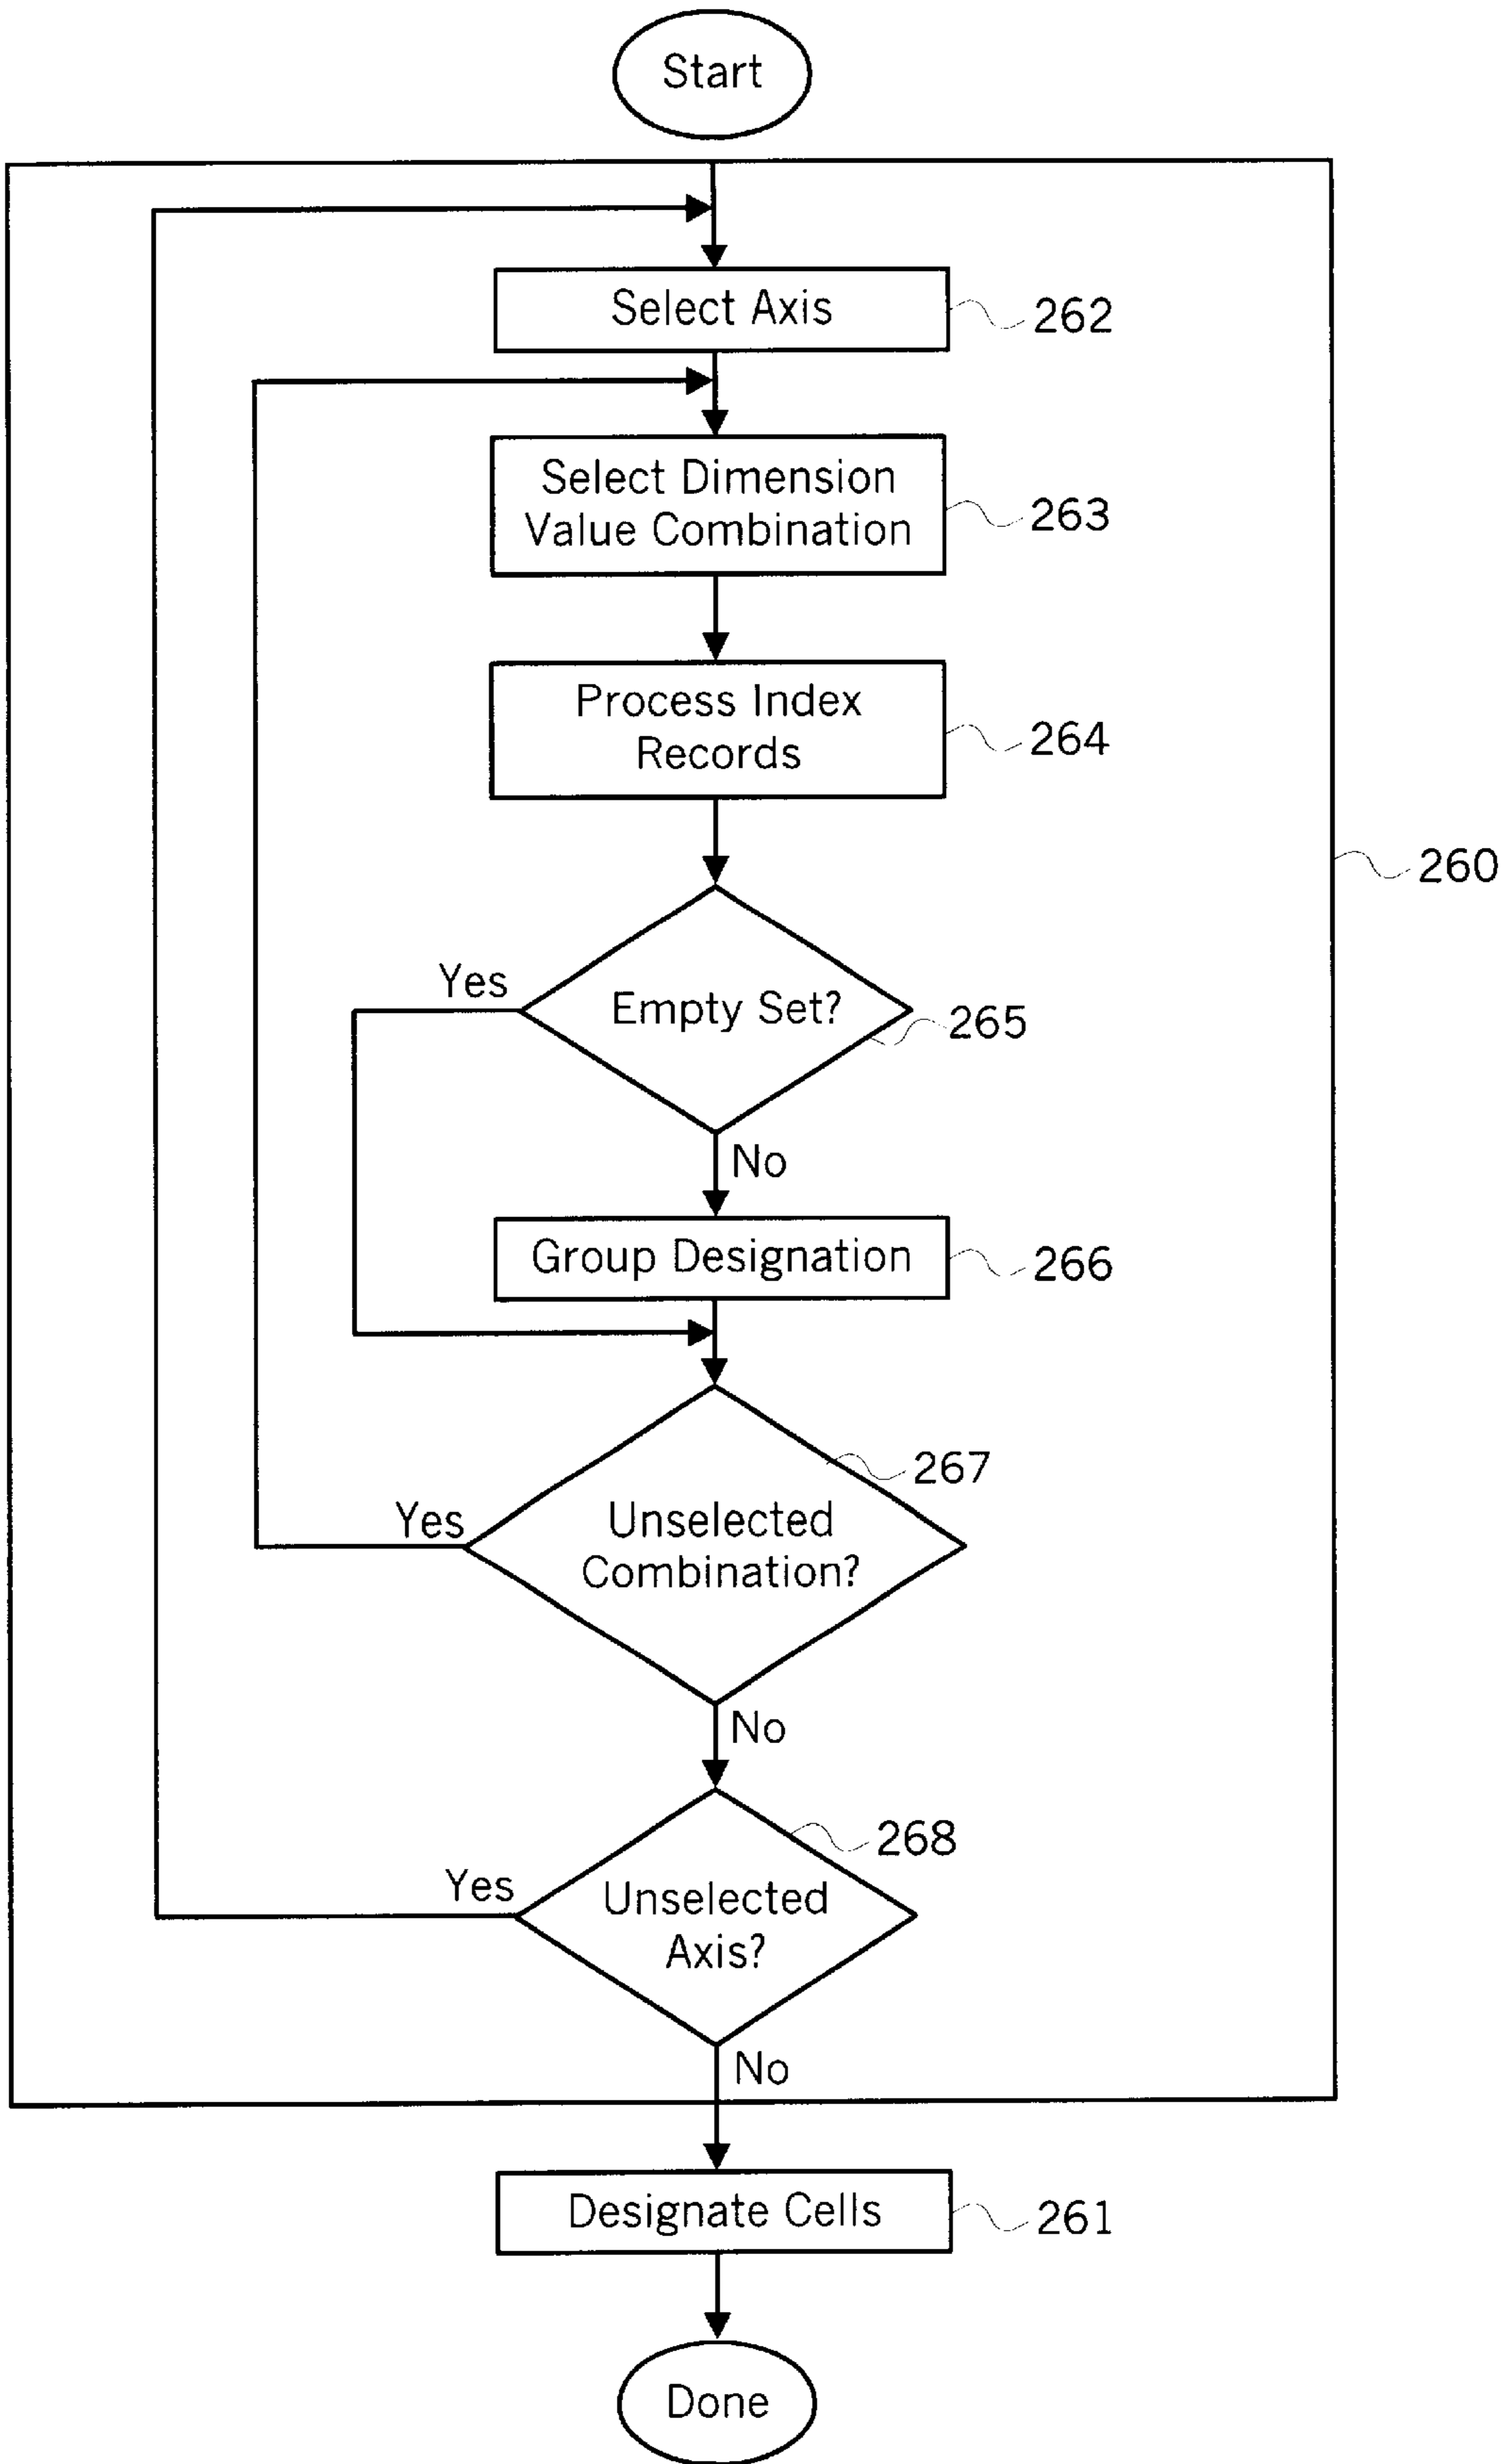 Start
Select Axis
262
Select Dimension
Value Combination
263
Process Index
Records
264
260
Yes
Empty Set?
265
No
Group Designation
266
267
Yes
Unselected
Combination?
No
268
Yes
Unselected
Axis?
No
Designate Cells
261
Done